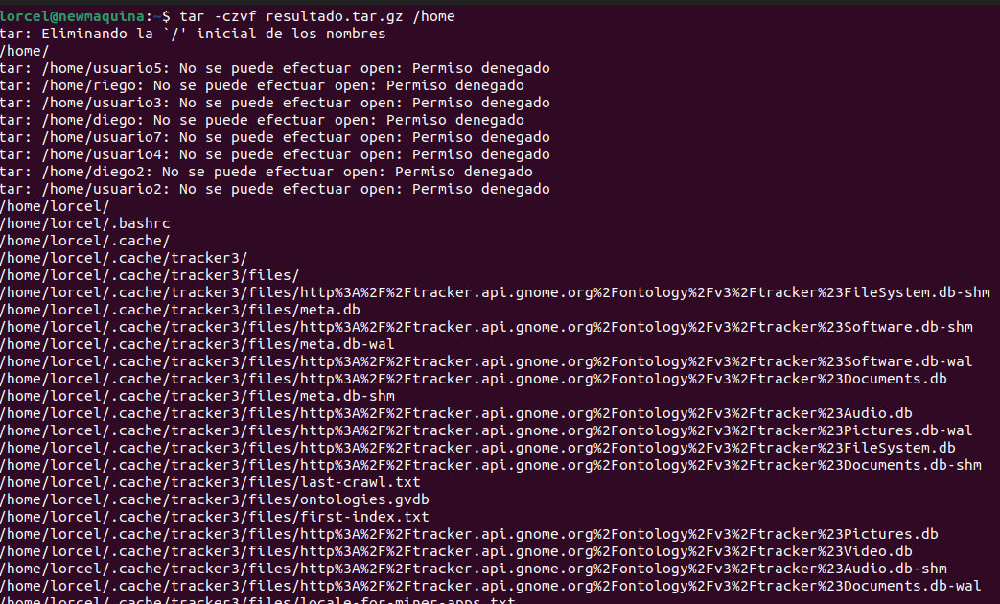 lorcel@newmaquina:~$ tar -czvf resultado.tar.gz /home
tar: Eliminando la `/' inicial de los nombres
/home/
tar: /home/usuario5: No se puede efectuar open: Permiso denegado
tar: /home/riego: No se puede efectuar open: Permiso denegado
tar: /home/usuario3: No se puede efectuar open: Permiso denegado
tar: /home/diego: No se puede efectuar open: Permiso denegado
tar: /home/usuario7: No se puede efectuar open: Permiso denegado
tar: /home/usuario4: No se puede efectuar open: Permiso denegado
tar: /home/diego2: No se puede efectuar open: Permiso denegado
tar: /home/usuario2: No se puede efectuar open: Permiso denegado
/home/lorcel/
/home/lorcel/.bashrc
/home/lorcel/.cache/
/home/lorcel/.cache/tracker3/
/home/lorcel/.cache/tracker3/files/
/home/lorcel/.cache/tracker3/files/http%3A%2F%2Ftracker.api.gnome.org%2Fontology%2Fv3%2Ftracker%23FileSystem.db-shm
/home/lorcel/.cache/tracker3/files/meta.db
/home/lorcel/.cache/tracker3/files/http%3A%2F%2Ftracker.api.gnome.org%2Fontology%2Fv3%2Ftracker%23Software.db-shm
/home/lorcel/.cache/tracker3/files/meta.db-wal
/home/lorcel/.cache/tracker3/files/http%3A%2F%2Ftracker.api.gnome.org%2Fontology%2Fv3%2Ftracker%23Software.db-wal
/home/lorcel/.cache/tracker3/files/http%3A%2F%2Ftracker.api.gnome.org%2Fontology%2Fv3%2Ftracker%23Documents.db
/home/lorcel/.cache/tracker3/files/meta.db-shm
/home/lorcel/.cache/tracker3/files/http%3A%2F%2Ftracker.api.gnome.org%2Fontology%2Fv3%2Ftracker%23Audio.db
/home/lorcel/.cache/tracker3/files/http%3A%2F%2Ftracker.api.gnome.org%2Fontology%2Fv3%2Ftracker%23Pictures.db-wal
/home/lorcel/.cache/tracker3/files/http%3A%2F%2Ftracker.api.gnome.org%2Fontology%2Fv3%2Ftracker%23FileSystem.db
/home/lorcel/.cache/tracker3/files/http%3A%2F%2Ftracker.api.gnome.org%2Fontology%2Fv3%2Ftracker%23Documents.db-shm
/home/lorcel/.cache/tracker3/files/last-crawl.txt
/home/lorcel/.cache/tracker3/files/ontologies.gvdb
/home/lorcel/.cache/tracker3/files/first-index.txt
/home/lorcel/.cache/tracker3/files/http%3A%2F%2Ftracker.api.gnome.org%2Fontology%2Fv3%2Ftracker%23Pictures.db
/home/lorcel/.cache/tracker3/files/http%3A%2F%2Ftracker.api.gnome.org%2Fontology%2Fv3%2Ftracker%23Video.db
/home/lorcel/.cache/tracker3/files/http%3A%2F%2Ftracker.api.gnome.org%2Fontology%2Fv3%2Ftracker%23Audio.db-shm
/home/lorcel/.cache/tracker3/files/http%3A%2F%2Ftracker.api.gnome.org%2Fontology%2Fv3%2Ftracker%23Documents.db-wal
/home/lorcel/.cache/tracker3/files/locale-for-miner-apps.txt